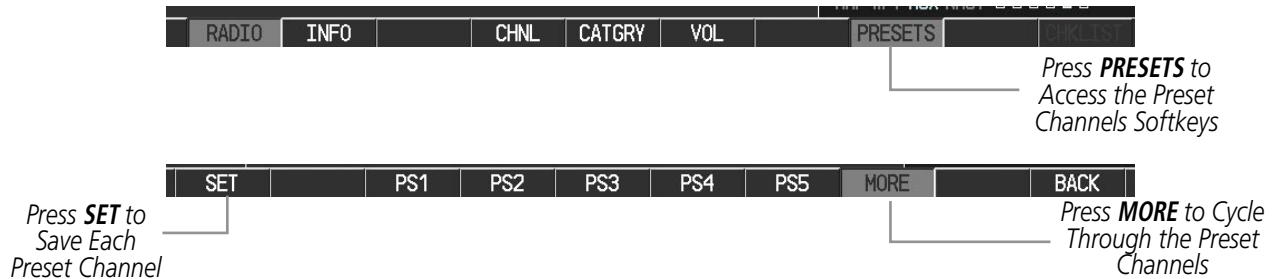 RADIO INFO CHNL CATGRY VOL PRESETS CHKLIST
Press PRESETS to
Access the Preset
Channels Softkeys
SET PS1 PS2 PS3 PS4 PS5 MORE BACK
Press SET to
Save Each
Preset Channel
Press MORE to Cycle
Through the Preset
Channels